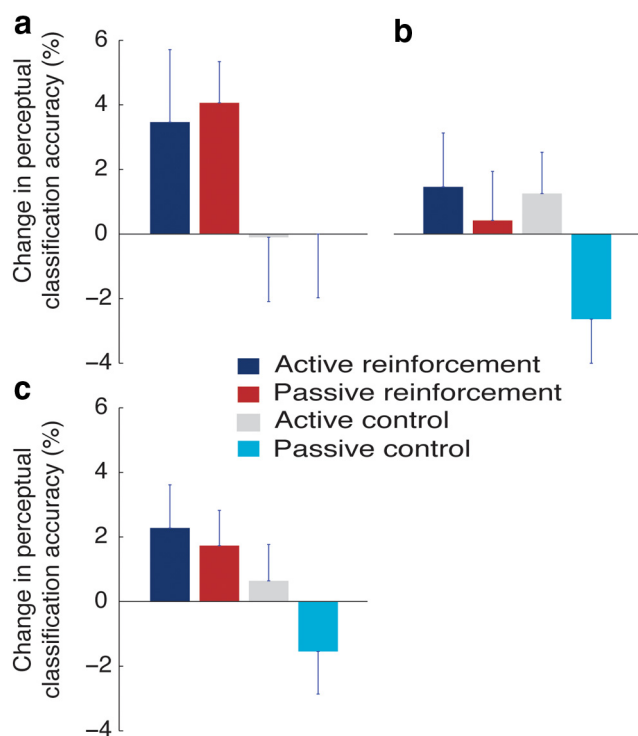 a
Change in perceptual
classification accuracy (%)
6
4
2
0
−2
−4
b
Active reinforcement
Passive reinforcement
Active control
Passive control
c
Change in perceptual
classification accuracy (%)
6
4
2
0
−2
−4